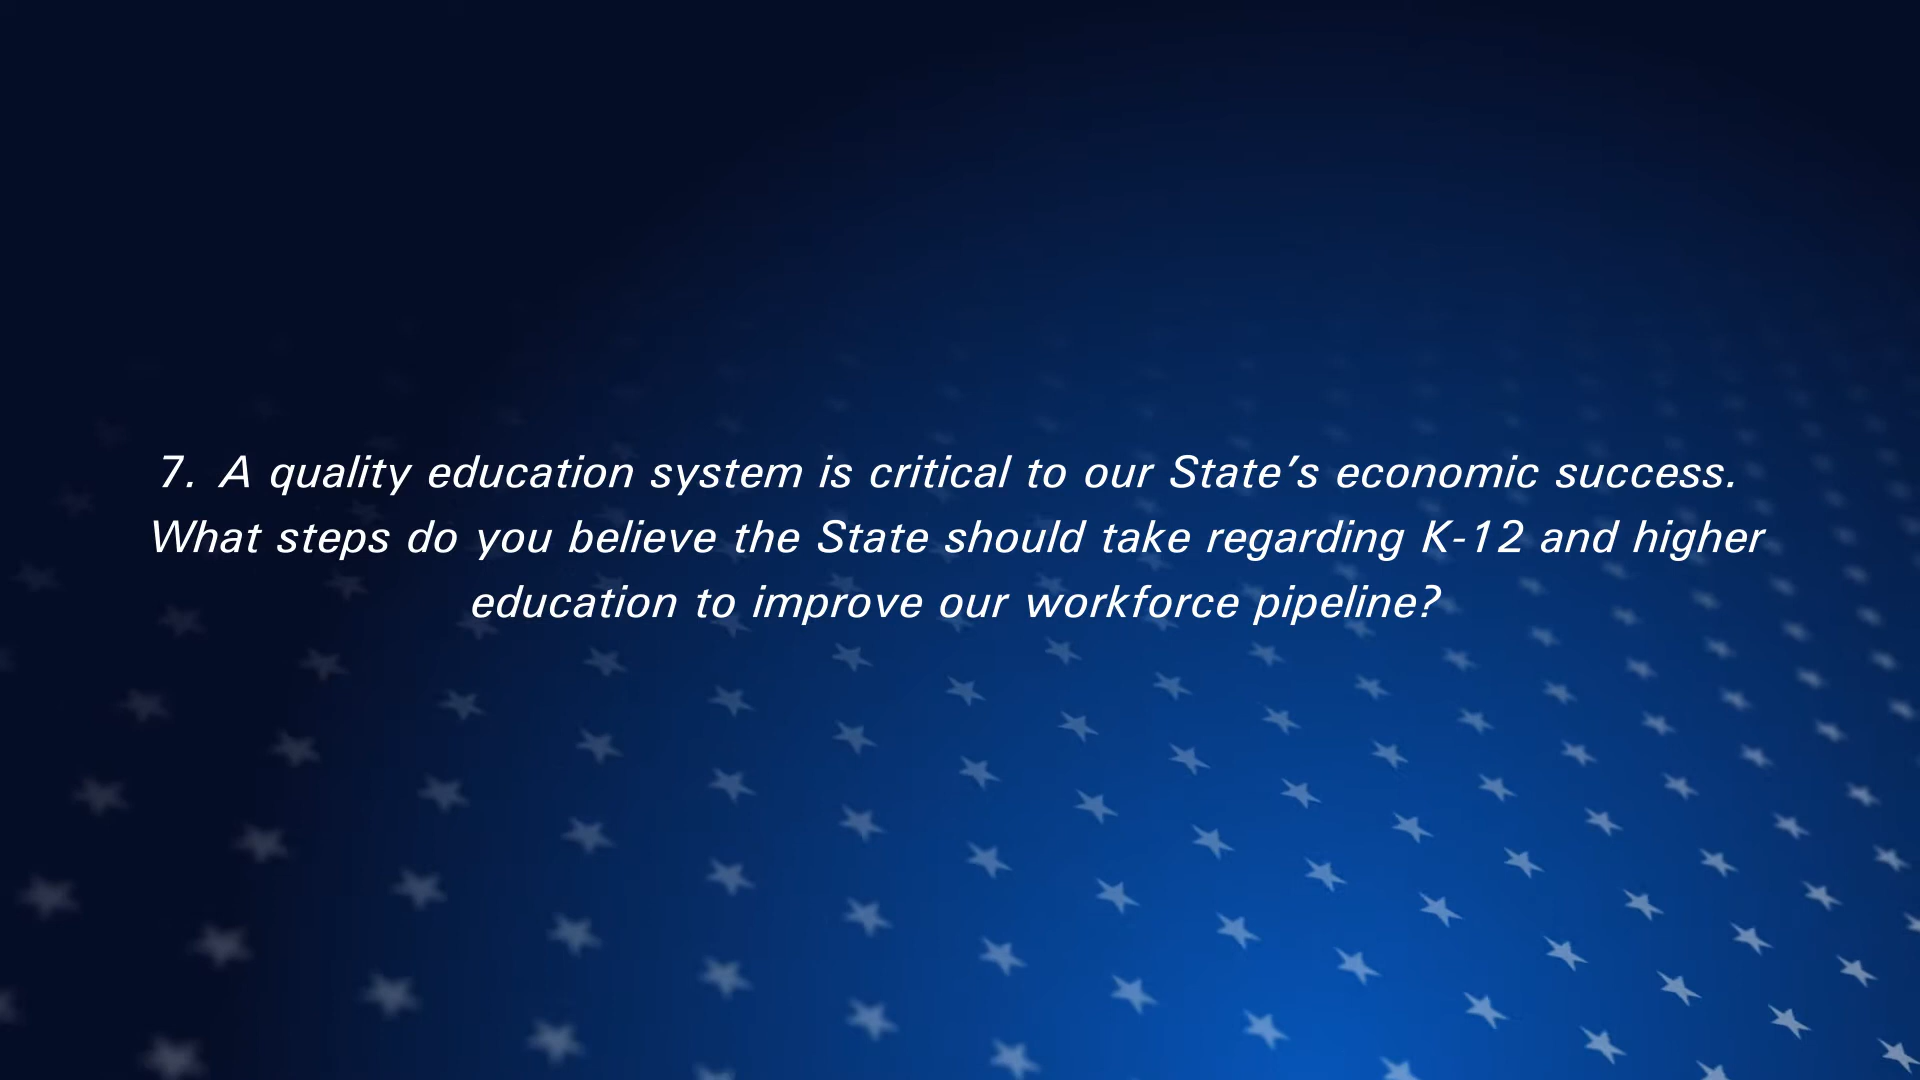 7. A quality education system is critical to our State’s economic success.
What steps do you believe the State should take regarding K-12 and higher
education to improve our workforce pipeline?